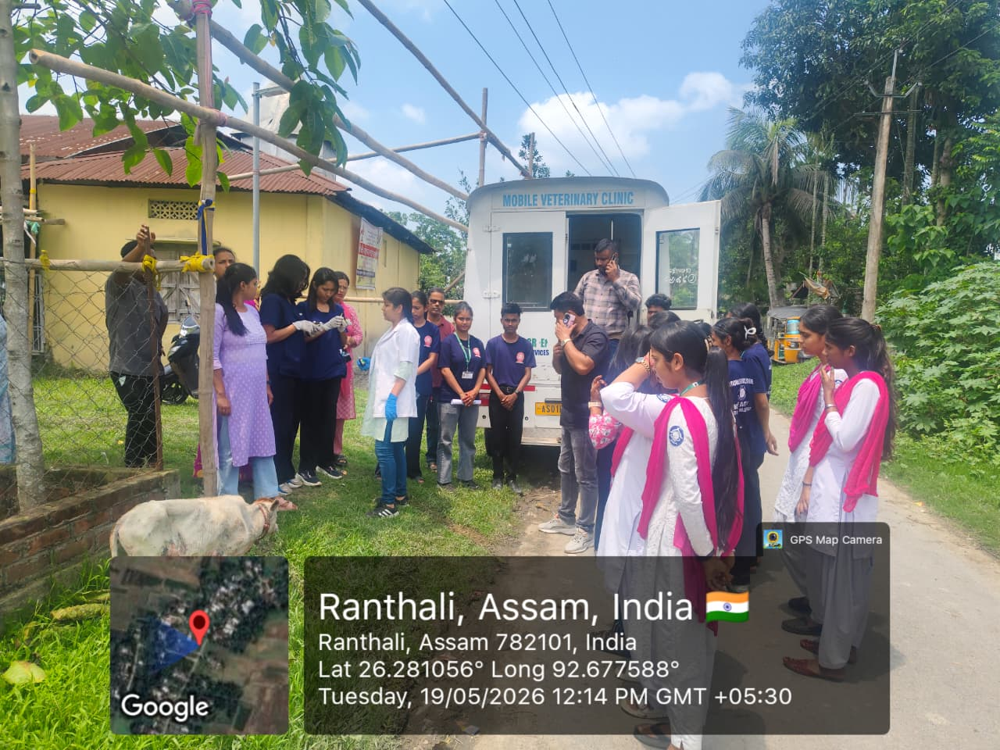 MOBILE VETERINARY CLINIC
GPS Map Camera
Ranthali, Assam, India
Ranthali, Assam 782101, India
Lat 26.281056° Long 92.677588°
Tuesday, 19/05/2026 12:14 PM GMT +05:30
Google